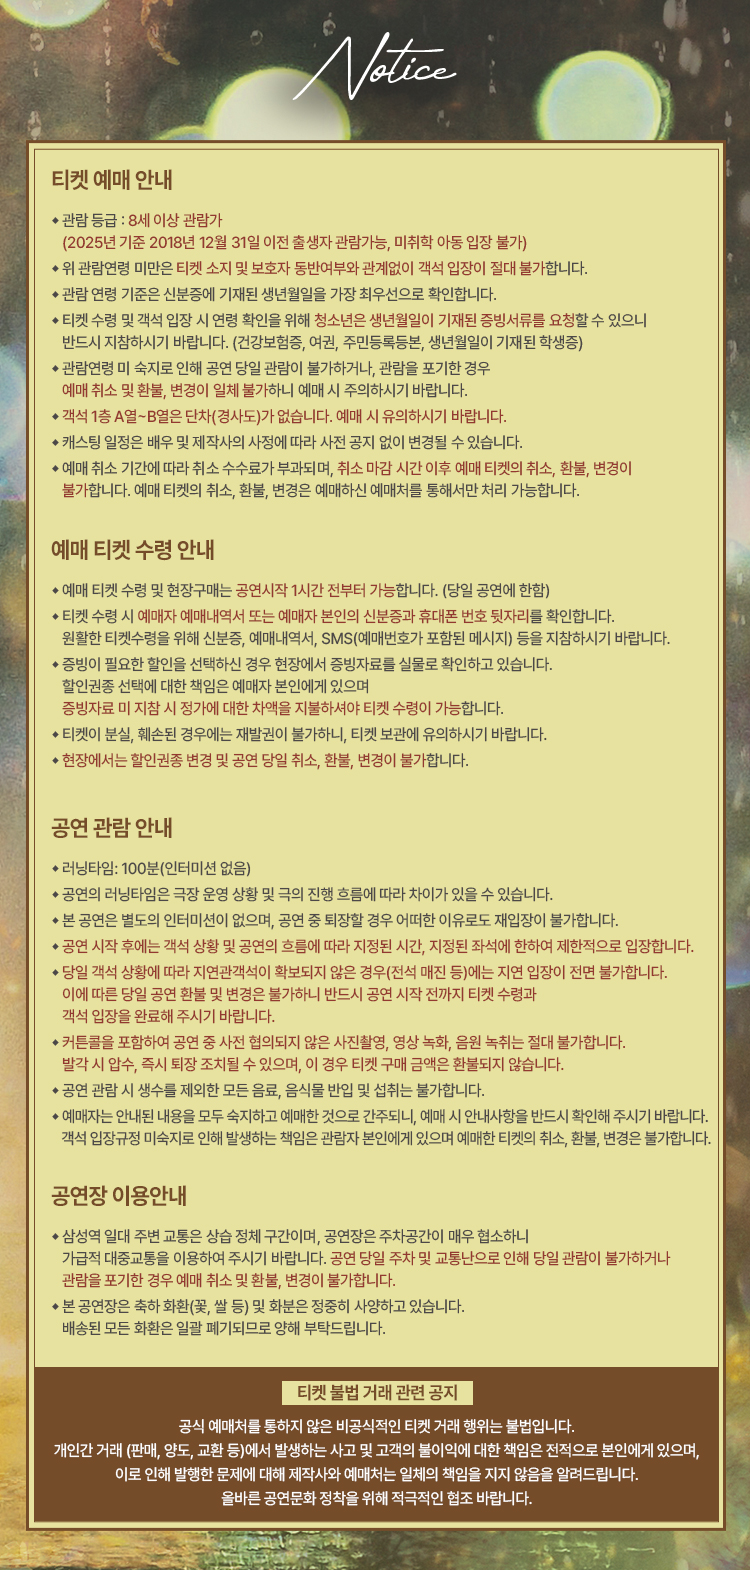 Notice
티켓 예매 안내
◆ 관람 등급 : 8세 이상 관람가
(2025년 기준 2018년 12월 31일 이전 출생자 관람가능, 미취학 아동 입장 불가)
◆ 위 관람연령 미만은 티켓 소지 및 보호자 동반여부와 관계없이 객석 입장이 절대 불가합니다.
◆ 관람 연령 기준은 신분증에 기재된 생년월일을 가장 최우선으로 확인합니다.
◆ 티켓 수령 및 객석 입장 시 연령 확인을 위해 청소년은 생년월일이 기재된 증빙서류를 요청할 수 있으니
반드시 지참하시기 바랍니다. (건강보험증, 여권, 주민등록등본, 생년월일이 기재된 학생증)
◆ 관람연령 미 숙지로 인해 공연 당일 관람이 불가하거나, 관람을 포기한 경우
예매 취소 및 환불, 변경이 일체 불가하니 예매 시 주의하시기 바랍니다.
◆ 객석 1층 A열~B열은 단차(경사도)가 없습니다. 예매 시 유의하시기 바랍니다.
◆ 캐스팅 일정은 배우 및 제작사의 사정에 따라 사전 공지 없이 변경될 수 있습니다.
◆ 예매 취소 기간에 따라 취소 수수료가 부과되며, 취소 마감 시간 이후 예매 티켓의 취소, 환불, 변경이
불가합니다. 예매 티켓의 취소, 환불, 변경은 예매하신 예매처를 통해서만 처리 가능합니다.
예매 티켓 수령 안내
◆ 예매 티켓 수령 및 현장구매는 공연시작 1시간 전부터 가능합니다. (당일 공연에 한함)
◆ 티켓 수령 시 예매자 예매내역서 또는 예매자 본인의 신분증과 휴대폰 번호 뒷자리를 확인합니다.
원활한 티켓수령을 위해 신분증, 예매내역서, SMS(예매번호가 포함된 메시지) 등을 지참하시기 바랍니다.
◆ 증빙이 필요한 할인을 선택하신 경우 현장에서 증빙자료를 실물로 확인하고 있습니다.
할인권종 선택에 대한 책임은 예매자 본인에게 있으며
증빙자료 미 지참 시 정가에 대한 차액을 지불하셔야 티켓 수령이 가능합니다.
◆ 티켓이 분실, 훼손된 경우에는 재발권이 불가하니, 티켓 보관에 유의하시기 바랍니다.
◆ 현장에서는 할인권종 변경 및 공연 당일 취소, 환불, 변경이 불가합니다.
공연 관람 안내
◆ 러닝타임: 100분(인터미션 없음)
◆ 공연의 러닝타임은 극장 운영 상황 및 극의 진행 흐름에 따라 차이가 있을 수 있습니다.
◆ 본 공연은 별도의 인터미션이 없으며, 공연 중 퇴장할 경우 어떠한 이유로도 재입장이 불가합니다.
◆ 공연 시작 후에는 객석 상황 및 공연의 흐름에 따라 지정된 시간, 지정된 좌석에 한하여 제한적으로 입장합니다.
◆ 당일 객석 상황에 따라 지연관객석이 확보되지 않은 경우(전석 매진 등)에는 지연 입장이 전면 불가합니다.
이에 따른 당일 공연 환불 및 변경은 불가하니 반드시 공연 시작 전까지 티켓 수령과
객석 입장을 완료해 주시기 바랍니다.
◆ 커튼콜을 포함하여 공연 중 사전 협의되지 않은 사진촬영, 영상 녹화, 음원 녹취는 절대 불가합니다.
발각 시 압수, 즉시 퇴장 조치될 수 있으며, 이 경우 티켓 구매 금액은 환불되지 않습니다.
◆ 공연 관람 시 생수를 제외한 모든 음료, 음식물 반입 및 섭취는 불가합니다.
◆ 예매자는 안내된 내용을 모두 숙지하고 예매한 것으로 간주되니, 예매 시 안내사항을 반드시 확인해 주시기 바랍니다.
객석 입장규정 미숙지로 인해 발생하는 책임은 관람자 본인에게 있으며 예매한 티켓의 취소, 환불, 변경은 불가합니다.
공연장 이용안내
◆ 삼성역 일대 주변 교통은 상습 정체 구간이며, 공연장은 주차공간이 매우 협소하니
가급적 대중교통을 이용하여 주시기 바랍니다. 공연 당일 주차 및 교통난으로 인해 당일 관람이 불가하거나
관람을 포기한 경우 예매 취소 및 환불, 변경이 불가합니다.
◆ 본 공연장은 축하 화환(꽃, 쌀 등) 및 화분은 정중히 사양하고 있습니다.
배송된 모든 화환은 일괄 폐기되므로 양해 부탁드립니다.
티켓 불법 거래 관련 공지
공식 예매처를 통하지 않은 비공식적인 티켓 거래 행위는 불법입니다.
개인간 거래 (판매, 양도, 교환 등)에서 발생하는 사고 및 고객의 불이익에 대한 책임은 전적으로 본인에게 있으며,
이로 인해 발행한 문제에 대해 제작사와 예매처는 일체의 책임을 지지 않음을 알려드립니다.
올바른 공연문화 정착을 위해 적극적인 협조 바랍니다.